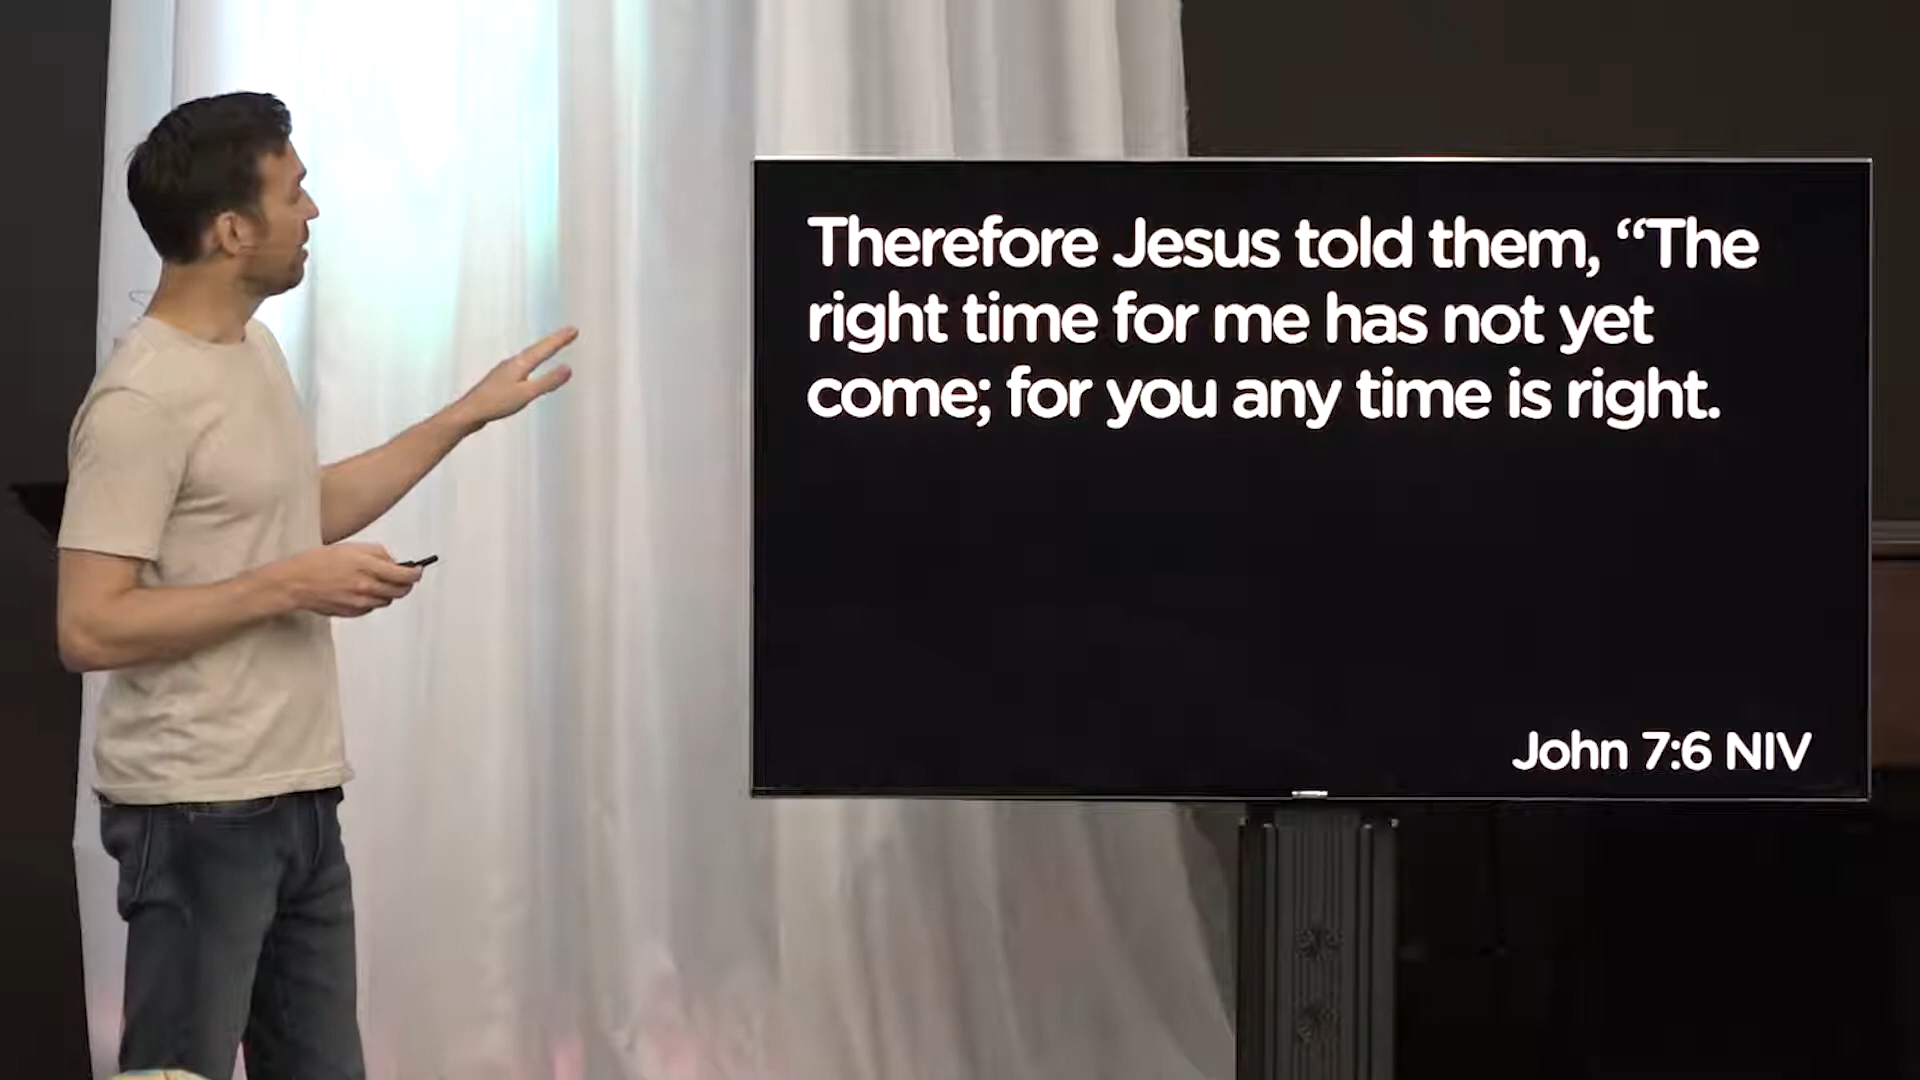 Therefore Jesus told them, “The
right time for me has not yet
come; for you any time is right.
John 7:6 NIV